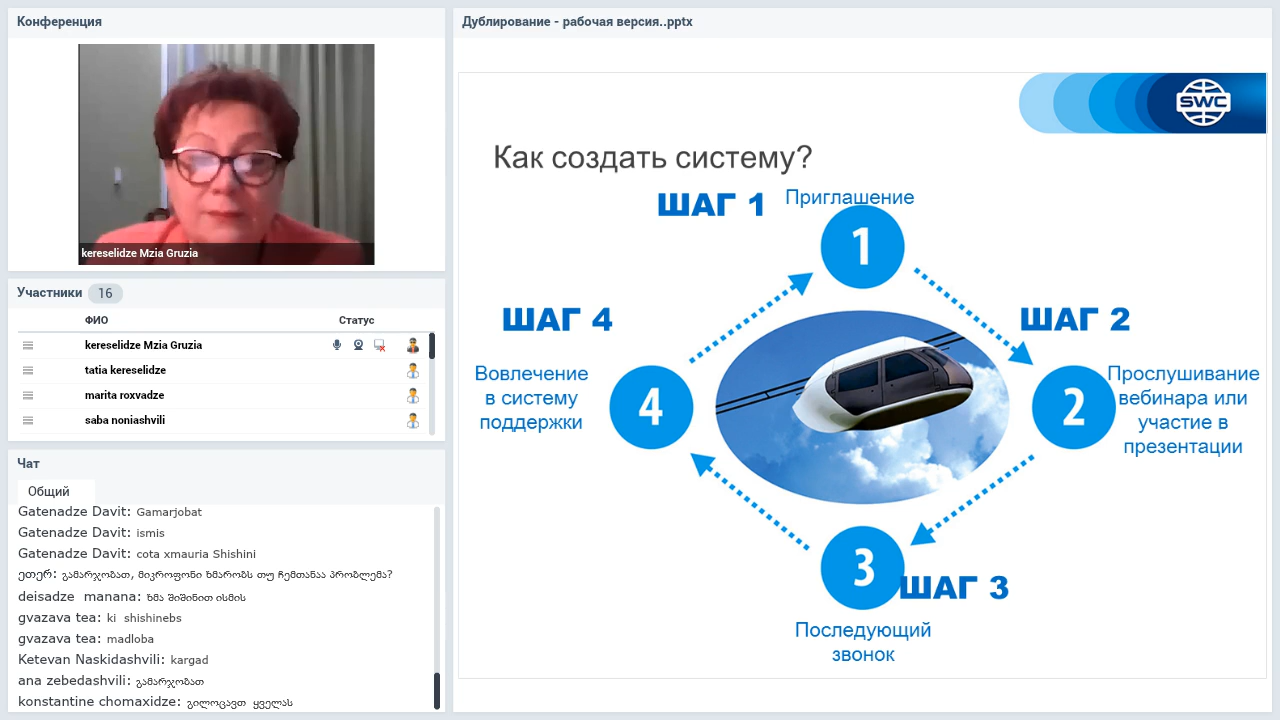 Конференция
kereselidze Mzia Gruzia
Участники 16
ФИО Статус
kereselidze Mzia Gruzia
tatia kereselidze
marita roxvadze
saba noniashvili
Чат
Общий
Gatenadze Davit: Gamarjobat
Gatenadze Davit: ismis
Gatenadze Davit: cota xmauria Shishini
ეთერ: გამარჯობათ, მიკროფონი ხმარობს თუ ჩემთანაა პრობლემა?
deisadze manana: ხმა შიშინით ისმის
gvazava tea: ki shishinebs
gvazava tea: madloba
Ketevan Naskidashvili: kargad
ana zebedashvili: გამარჯობათ
konstantine chomaxidze: გილოცავთ ყველას
Дублирование - рабочая версия..pptx
SWC
Как создать систему?
ШАГ 1
Приглашение
1
ШАГ 2
2
Прослушивание
вебинара или
участие в
презентации
3
ШАГ 3
Последующий
звонок
ШАГ 4
Вовлечение
в систему
поддержки
4